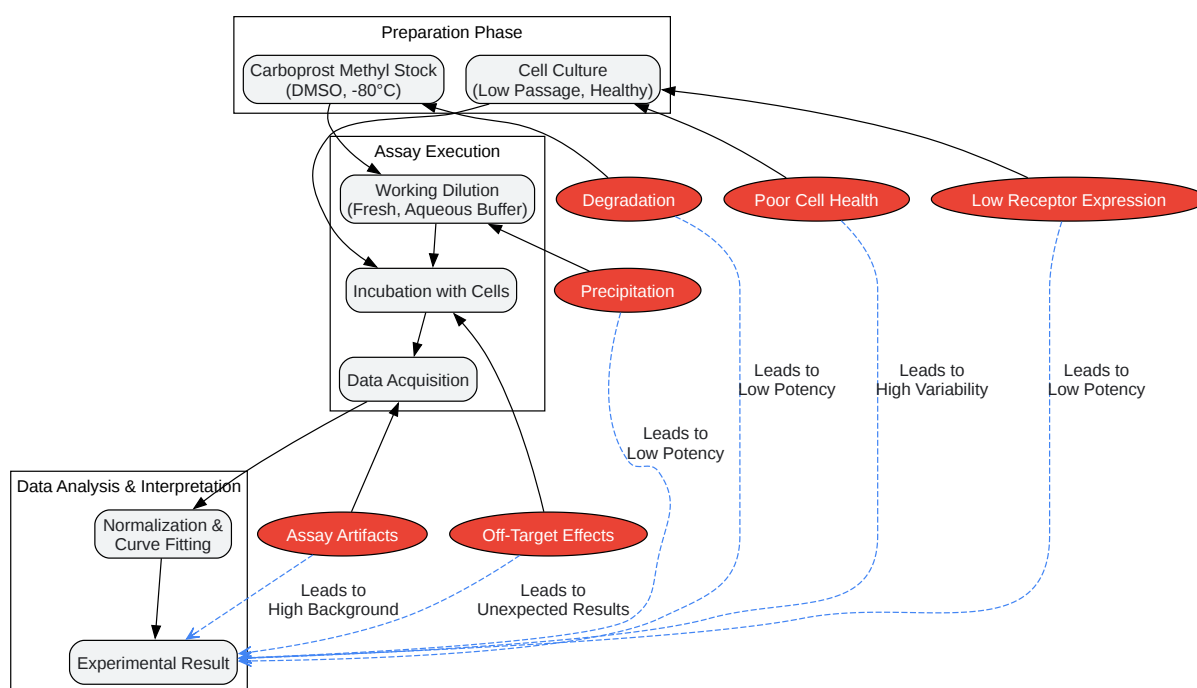 Preparation Phase
Carboprost Methyl Stock
(DMSO, -80°C)
Cell Culture
(Low Passage, Healthy)
Assay Execution
Working Dilution
(Fresh, Aqueous Buffer)
Degradation
Poor Cell Health
Low Receptor Expression
Incubation with Cells
Precipitation
Data Acquisition
Leads to
Low Potency
Leads to
High Variability
Leads to
Low Potency
Leads to
Low Potency
Data Analysis & Interpretation
Normalization &
Curve Fitting
Assay Artifacts
Off-Target Effects
Leads to
High Background
Leads to
Unexpected Results
Experimental Result